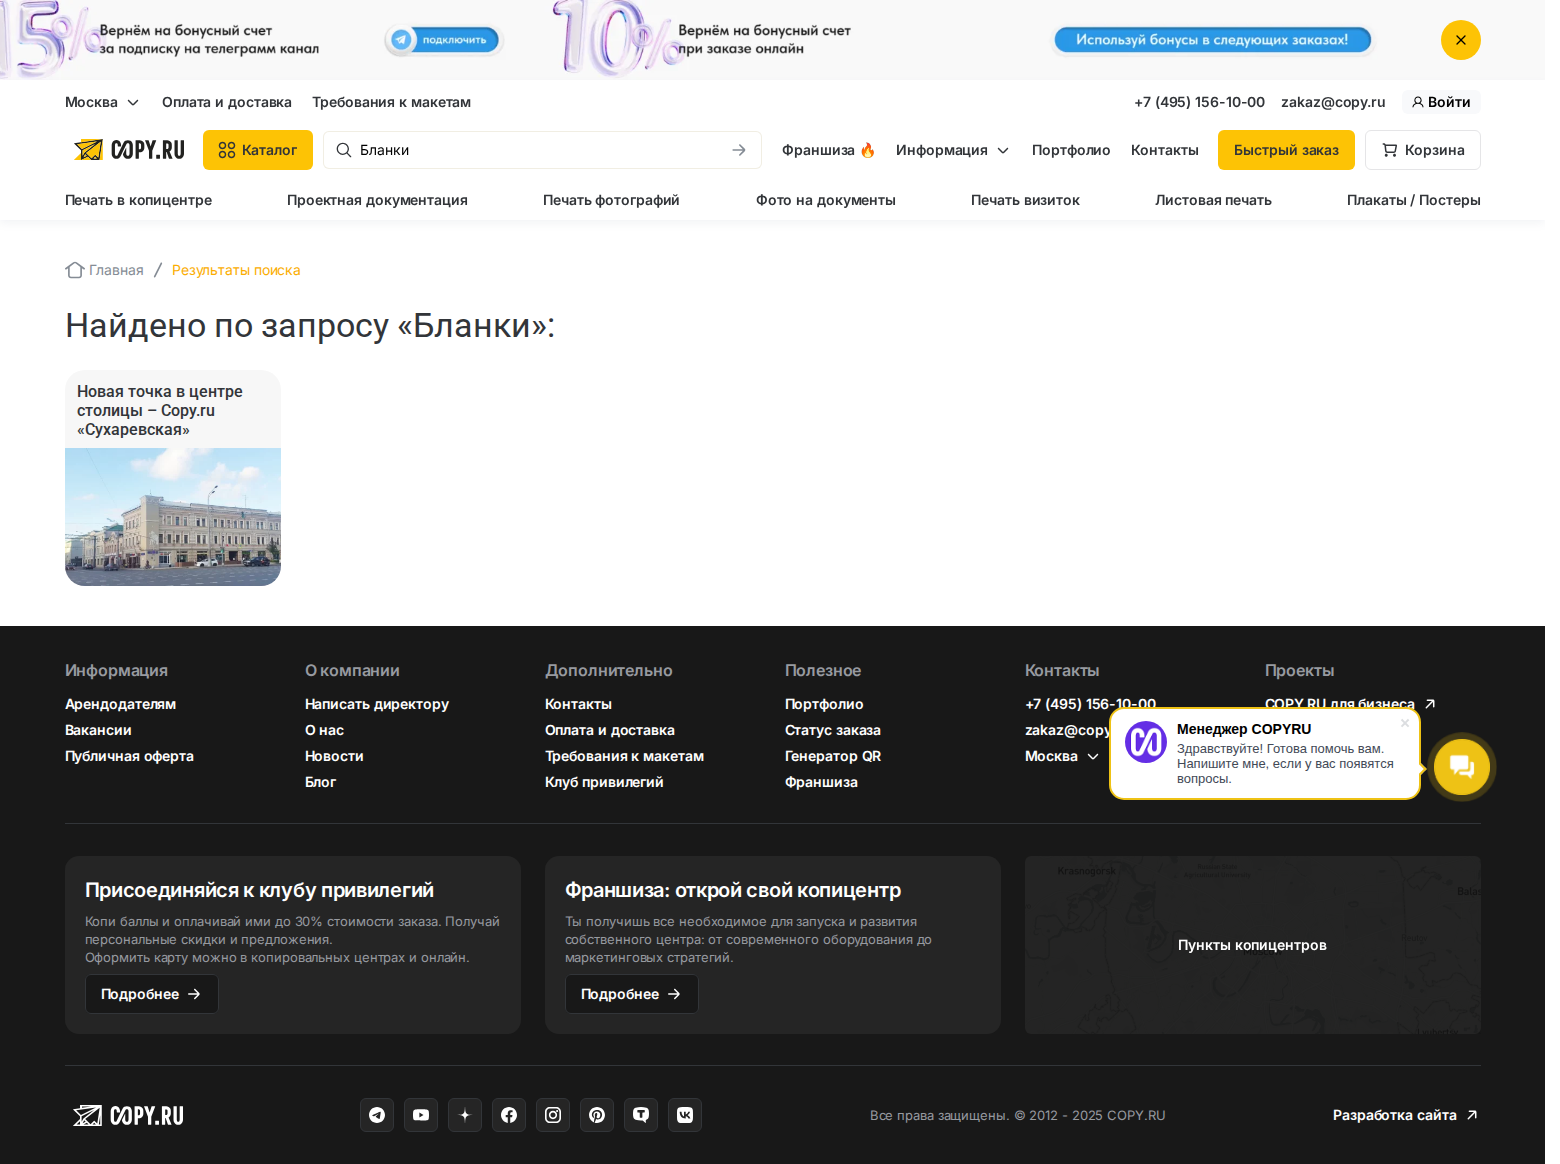 15%
Вернём на бонусный счет
за подписку на телеграмм канал
подключить
10%
Вернём на бонусный счет
при заказе онлайн
Используй бонусы в следующих заказах!
Москва
Оплата и доставка
Требования к макетам
+7 (495) 156-10-00
zakaz@copy.ru
Войти
COPY.RU
Каталог
Бланки
Франшиза 🔥
Информация
Портфолио
Контакты
Быстрый заказ
Корзина
Печать в копицентре
Проектная документация
Печать фотографий
Фото на документы
Печать визиток
Листовая печать
Плакаты / Постеры
Главная / Результаты поиска
Найдено по запросу «Бланки»:
Новая точка в центре
столицы – Copy.ru
«Сухаревская»
Информация
Арендодателям
Вакансии
Публичная оферта
О компании
Написать директору
О нас
Новости
Блог
Дополнительно
Контакты
Оплата и доставка
Требования к макетам
Клуб привилегий
Полезное
Портфолио
Статус заказа
Генератор QR
Франшиза
Контакты
+7 (495) 156-10-00
zakaz@copy
Москва
Проекты
COPY.RU для бизнеса
Менеджер COPYRU
Здравствуйте! Готова помочь вам.
Напишите мне, если у вас появятся
вопросы.
Присоединяйся к клубу привилегий
Копи баллы и оплачивай ими до 30% стоимости заказа. Получай
персональные скидки и предложения.
Оформить карту можно в копировальных центрах и онлайн.
Подробнее
Франшиза: открой свой копицентр
Ты получишь все необходимое для запуска и развития
собственного центра: от современного оборудования до
маркетинговых стратегий.
Подробнее
Krasnogorsk
Пункты копицентров
COPY.RU
Все права защищены. © 2012 - 2025 COPY.RU
Разработка сайта